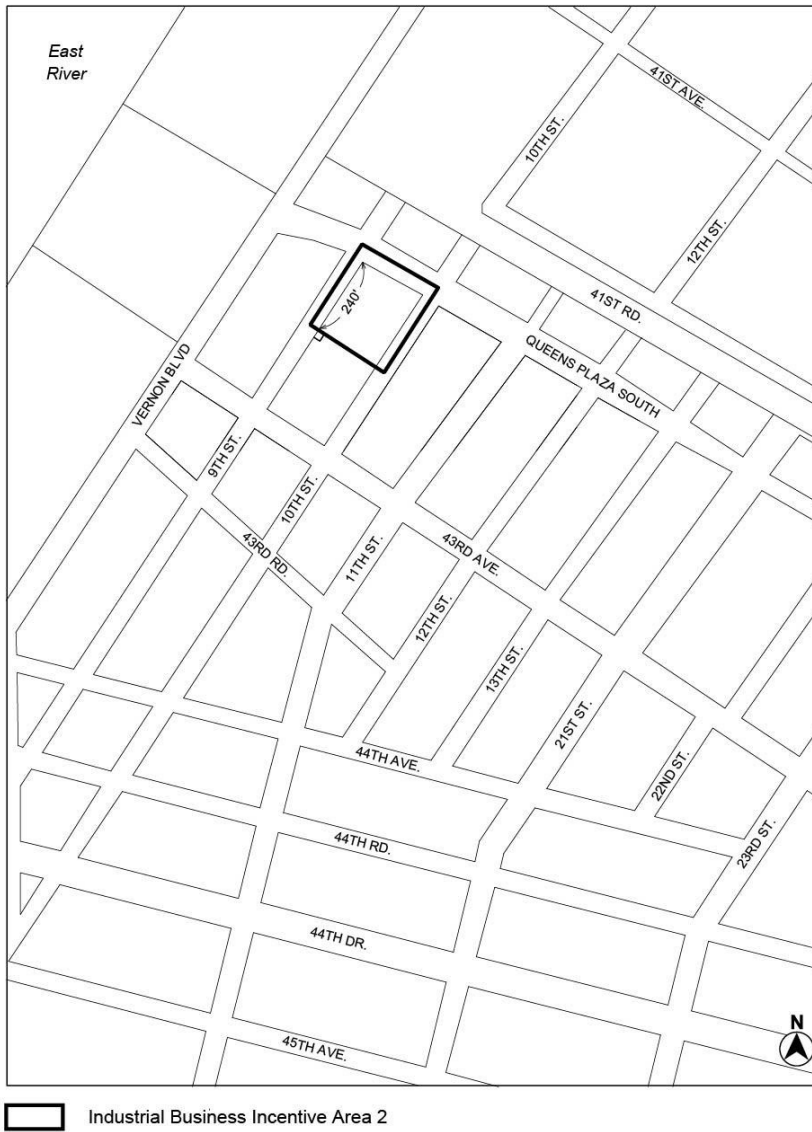 East
River
41ST AVE.
10TH ST.
12TH ST.
41ST RD.
240'
QUEENS PLAZA SOUTH
VERNON BLVD
9TH ST.
10TH ST.
43RD RD.
11TH ST.
43RD AVE.
12TH ST.
13TH ST.
21ST ST.
22ND ST.
23RD ST.
44TH AVE.
44TH RD.
44TH DR.
45TH AVE.
N
Industrial Business Incentive Area 2